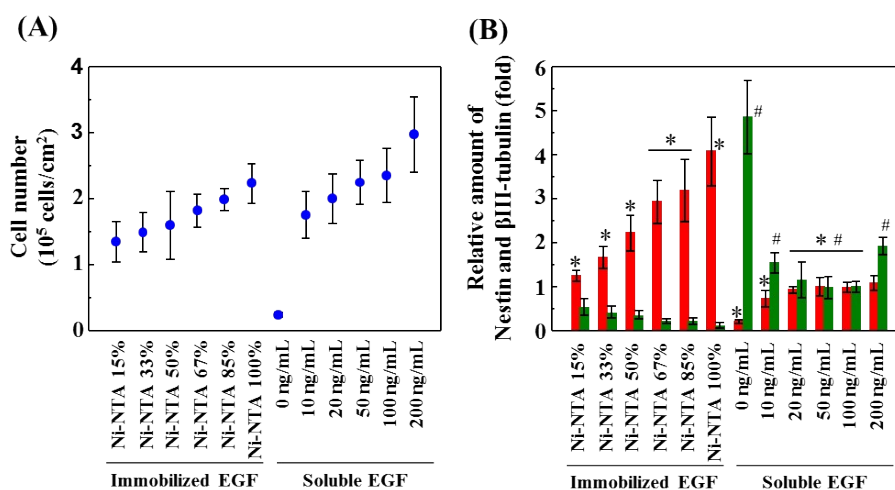 (A)
Cell number
(10⁵ cells/cm²)
4
3
2
1
0
Ni-NTA 15%
Ni-NTA 33%
Ni-NTA 50%
Ni-NTA 67%
Ni-NTA 85%
Ni-NTA 100%
0 ng/mL
10 ng/mL
20 ng/mL
50 ng/mL
100 ng/mL
200 ng/mL
Immobilized EGF
Soluble EGF
(B)
Relative amount of
Nestin and βIII-tubulin (fold)
6
5
4
3
2
1
0
*
*
*
*
*
*
#
*
#
* #
#
Ni-NTA 15%
Ni-NTA 33%
Ni-NTA 50%
Ni-NTA 67%
Ni-NTA 85%
Ni-NTA 100%
0 ng/mL
10 ng/mL
20 ng/mL
50 ng/mL
100 ng/mL
200 ng/mL
Immobilized EGF
Soluble EGF